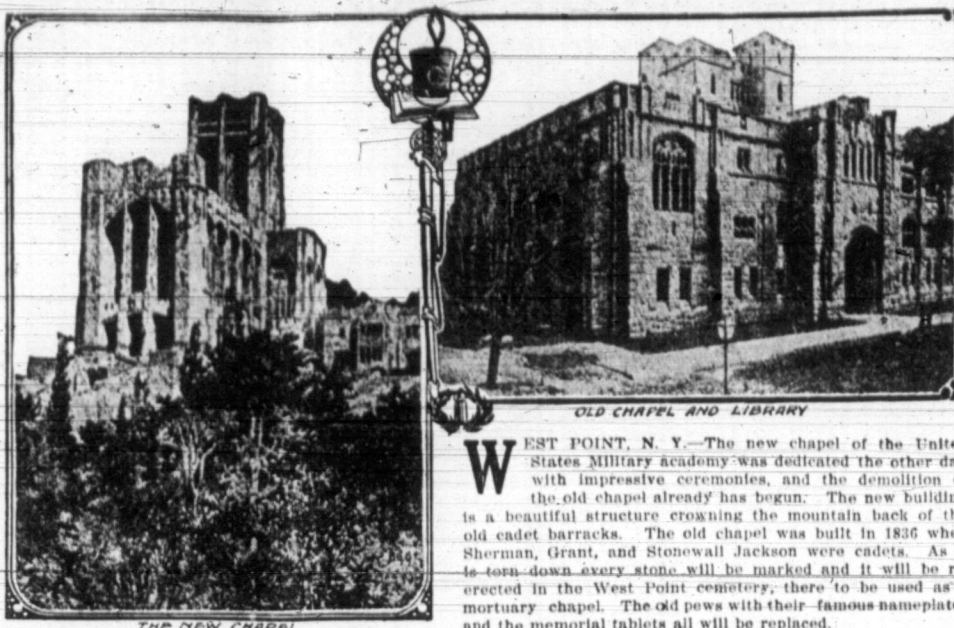 OLD CHAPEL AND LIBRARY
WEST POINT, N. Y.—The new chapel of the Unite
States Military academy was dedicated the other da
with impressive ceremonies, and the demolition
the old chapel already has begun. The new buildin
is a beautiful structure crowning the mountain back of th
old cadet barracks. The old chapel was built in 1836 whe
Sherman, Grant, and Stonewall Jackson were cadets. As
is torn down every stone will be marked and it will be r
erected in the West Point cemetery, there to be used as
mortuary chapel. The old pews with their famous nameplate
and the memorial tablets all will be replaced.
THE NEW CHAPEL